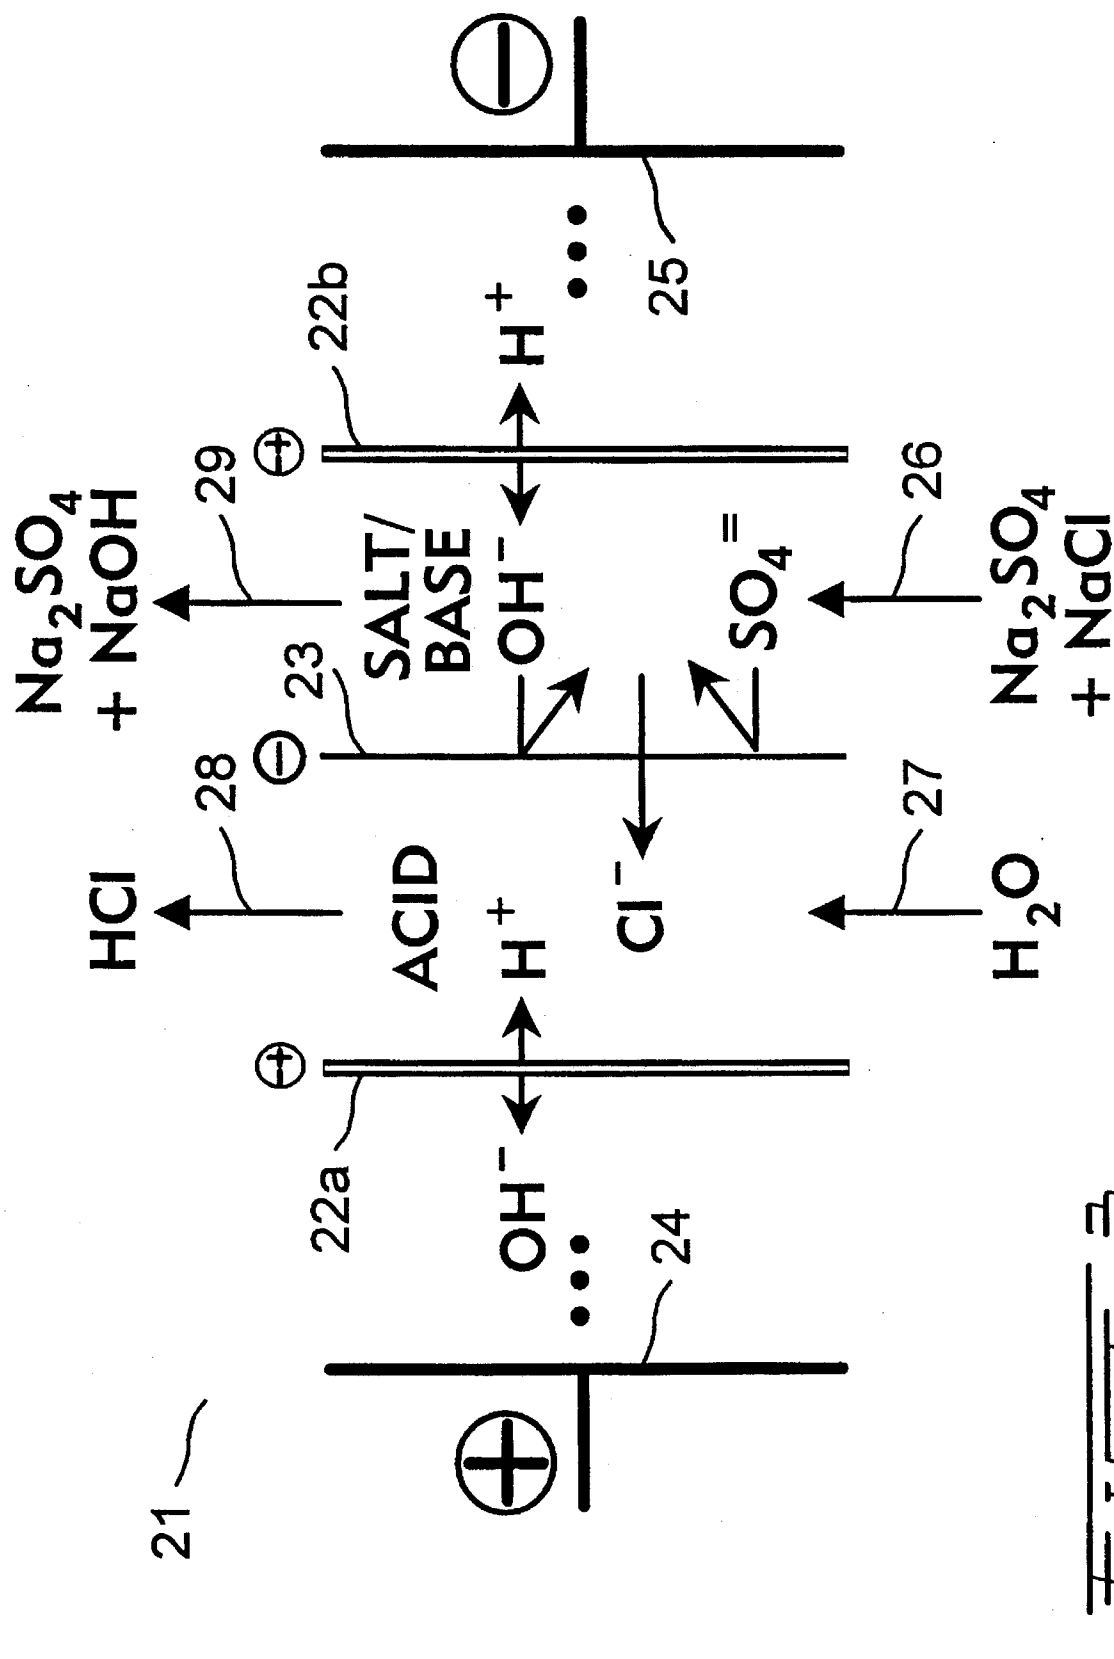 21
HCl
28
Na2SO4
+ NaOH
29
+
−
+
22a
23
22b
ACID
SALT/
BASE
+
OH−
H+
OH−
H+
−
Cl−
SO4=
24
25
27
26
H2O
Na2SO4
+ NaCl